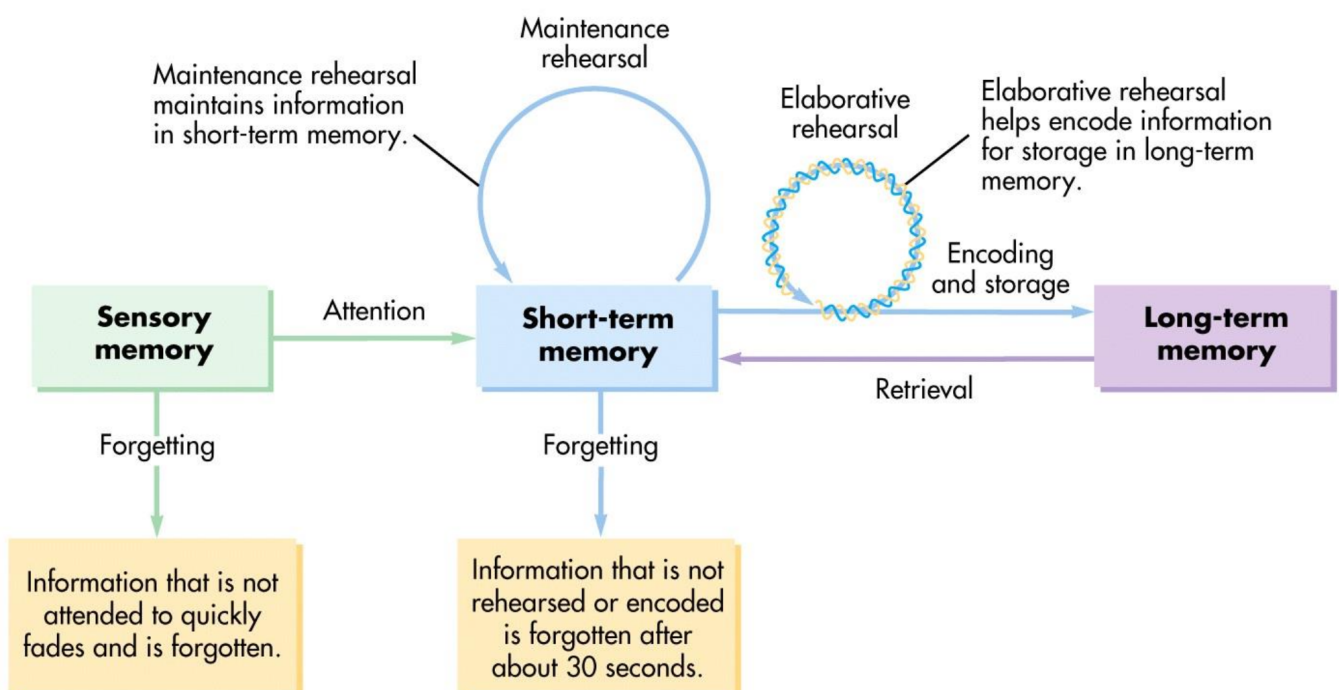 Maintenance
rehearsal
Maintenance rehearsal
maintains information
in short-term memory.
Elaborative
rehearsal
Elaborative rehearsal
helps encode information
for storage in long-term
memory.
Encoding
and storage
Sensory
memory
Attention
Short-term
memory
Long-term
memory
Retrieval
Forgetting
Forgetting
Information that is not
attended to quickly
fades and is forgotten.
Information that is not
rehearsed or encoded
is forgotten after
about 30 seconds.